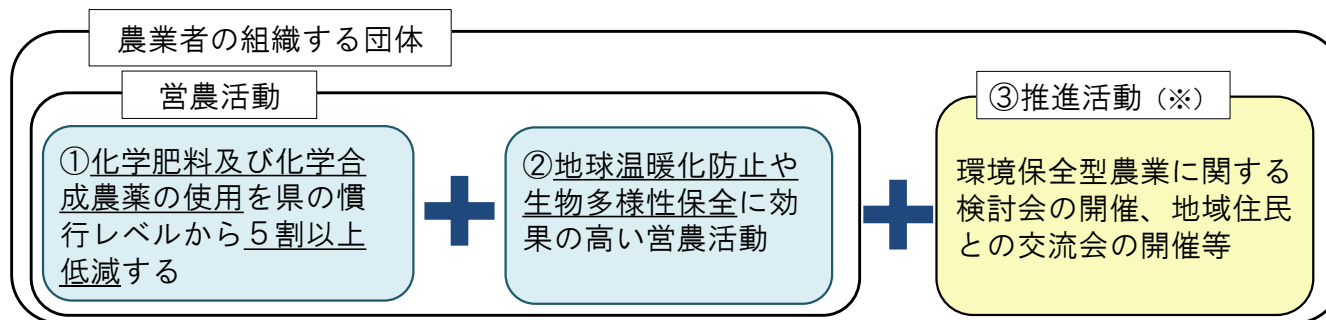 農業者の組織する団体
営農活動
①化学肥料及び化学合
成農薬の使用を県の慣
行レベルから５割以上
低減する
②地球温暖化防止や
生物多様性保全に効
果の高い営農活動
③推進活動（※）
環境保全型農業に関する
検討会の開催、地域住民
との交流会の開催等